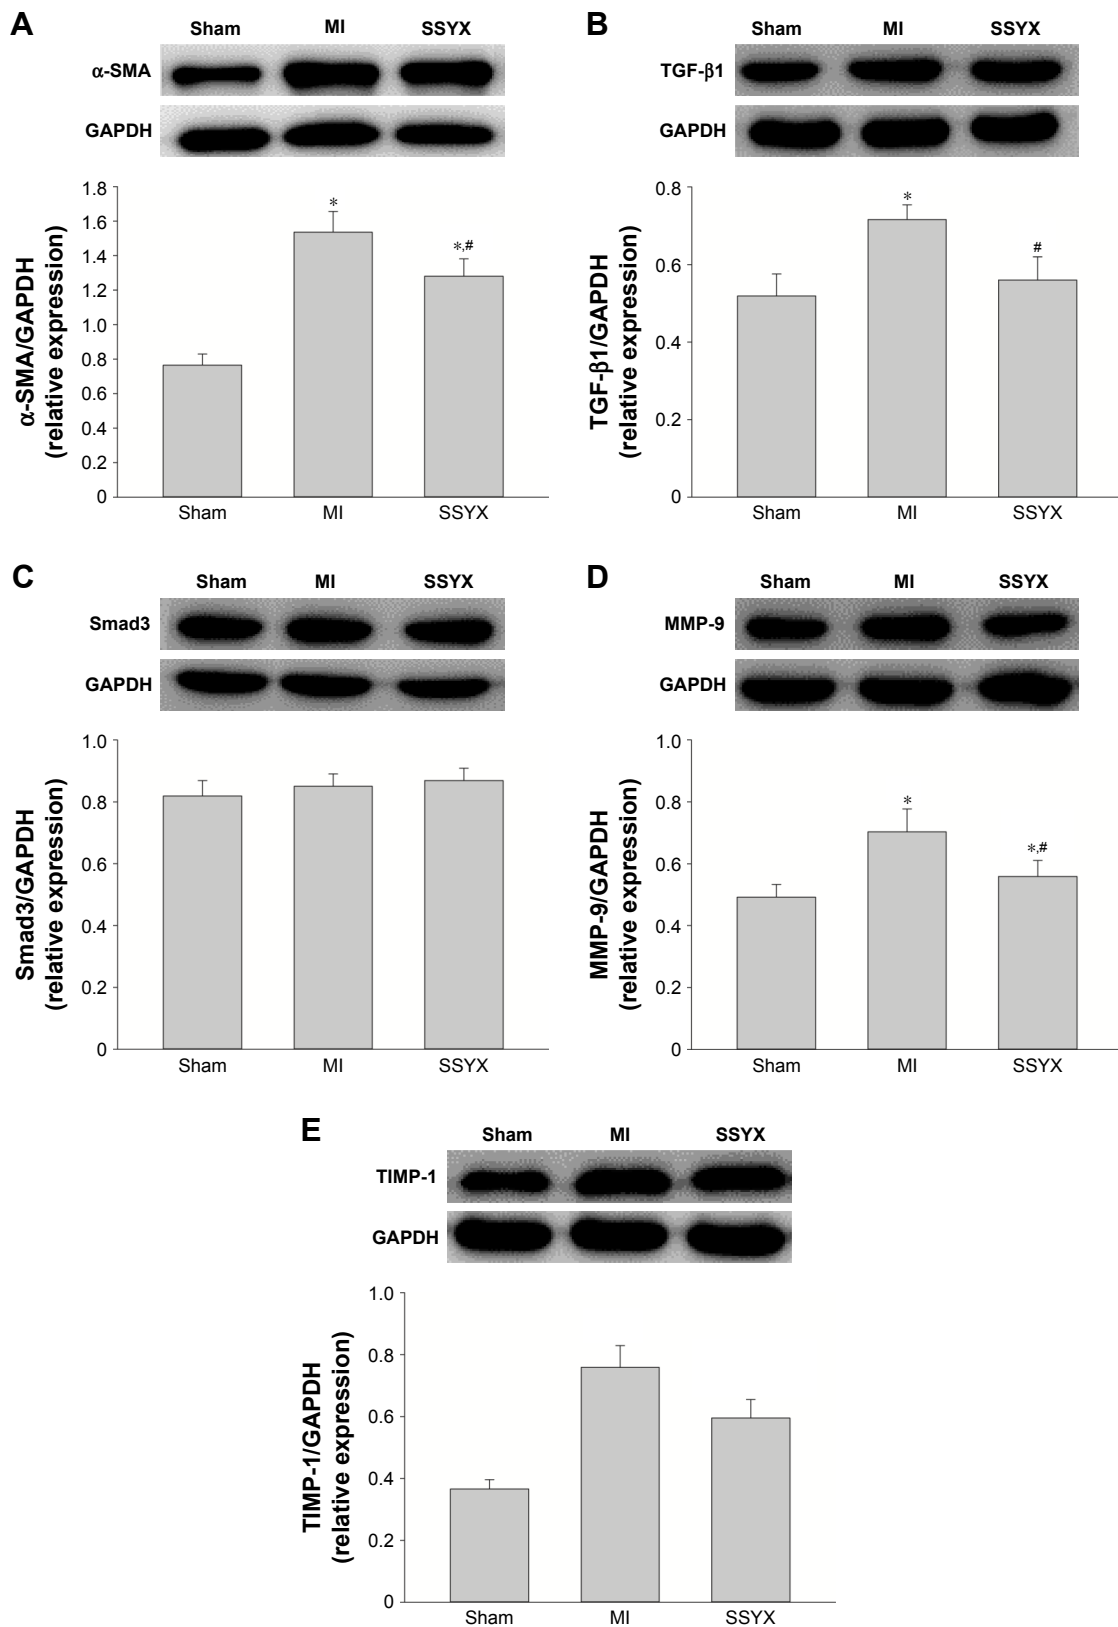 A
Sham MI SSYX
α-SMA
GAPDH
α-SMA/GAPDH
(relative expression)
1.8
1.6
1.4
1.2
1.0
0.8
0.6
0.4
0.2
0
*
*,#
Sham MI SSYX
B
Sham MI SSYX
TGF-β1
GAPDH
TGF-β1/GAPDH
(relative expression)
0.8
0.6
0.4
0.2
0
*
#
Sham MI SSYX
C
Sham MI SSYX
Smad3
GAPDH
Smad3/GAPDH
(relative expression)
1.0
0.8
0.6
0.4
0.2
0
Sham MI SSYX
D
Sham MI SSYX
MMP-9
GAPDH
MMP-9/GAPDH
(relative expression)
1.0
0.8
0.6
0.4
0.2
0
*
*,#
Sham MI SSYX
E
Sham MI SSYX
TIMP-1
GAPDH
TIMP-1/GAPDH
(relative expression)
1.0
0.8
0.6
0.4
0.2
0
Sham MI SSYX